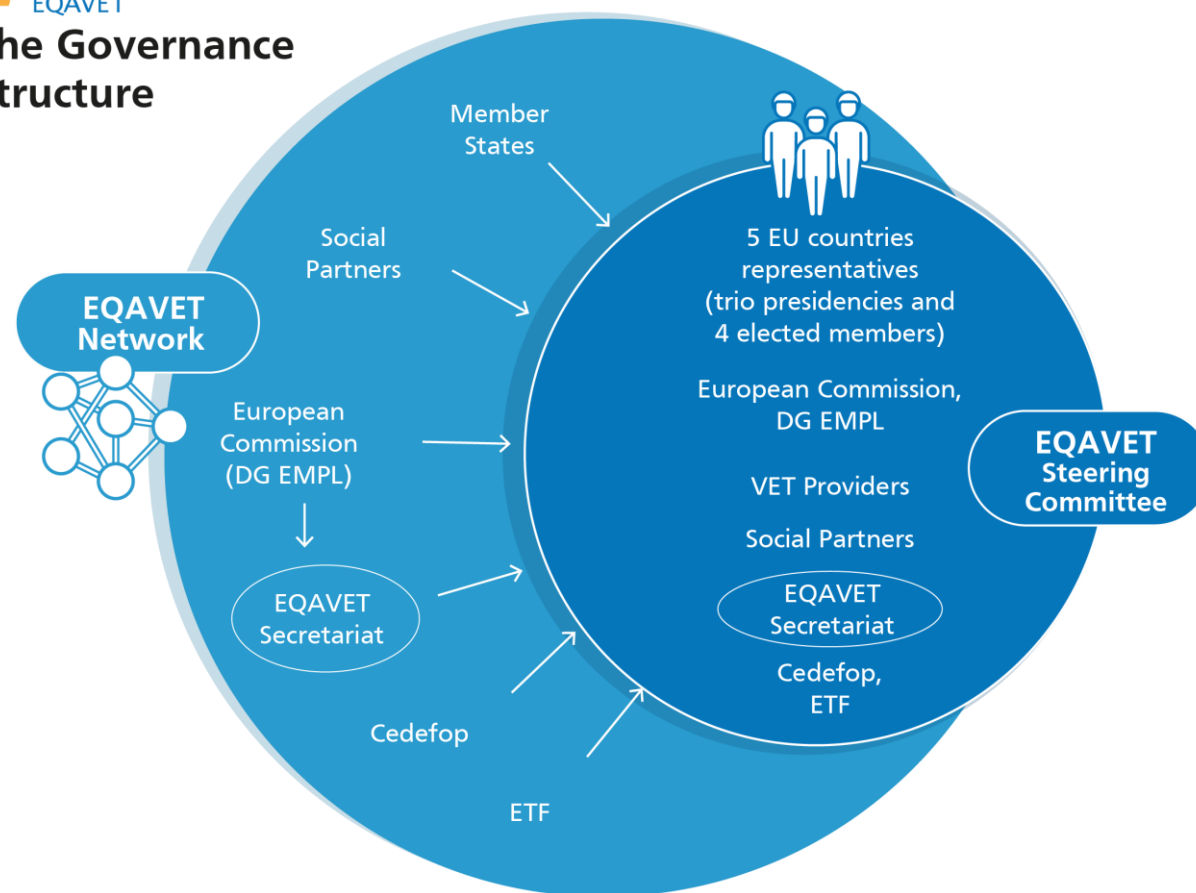 EQAVET
he Governance
tructure
Member
States
Social
Partners
EQAVET
Network
European
Commission
(DG EMPL)
EQAVET
Secretariat
Cedefop
ETF
5 EU countries
representatives
(trio presidencies and
4 elected members)
European Commission,
DG EMPL
VET Providers
Social Partners
EQAVET
Secretariat
Cedefop,
ETF
EQAVET
Steering
Committee